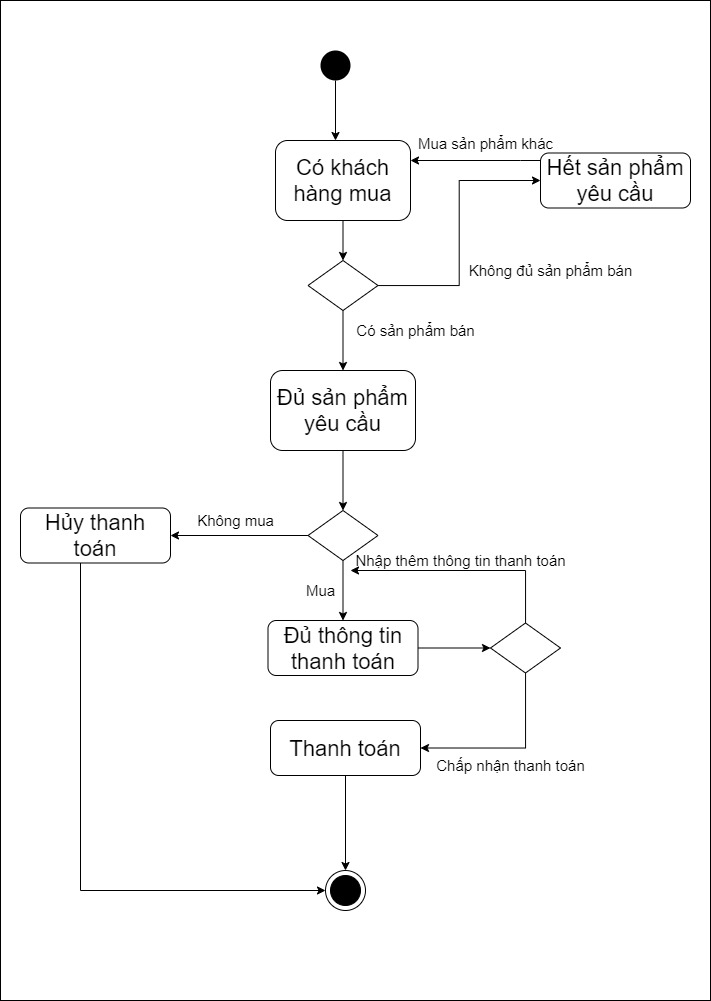 Mua sản phẩm khác
Có khách
hàng mua
Hết sản phẩm
yêu cầu
Không đủ sản phẩm bán
Có sản phẩm bán
Đủ sản phẩm
yêu cầu
Hủy thanh
toán
Không mua
Nhập thêm thông tin thanh toán
Mua
Đủ thông tin
thanh toán
Thanh toán
Chấp nhận thanh toán